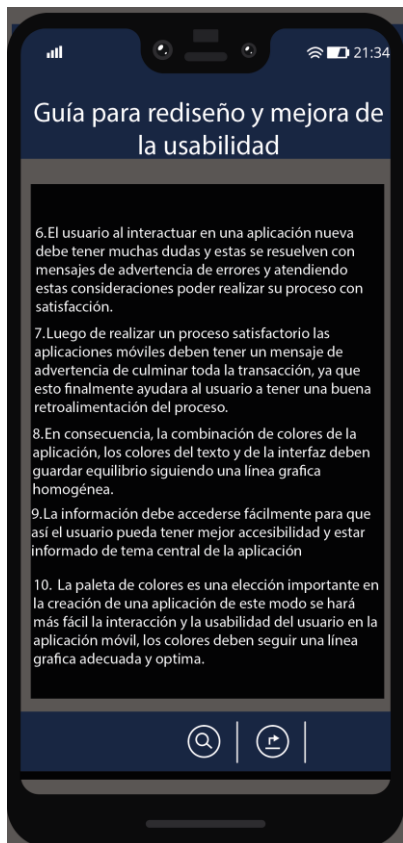 21:34
Guía para rediseño y mejora de
la usabilidad
6.El usuario al interactuar en una aplicación nueva
debe tener muchas dudas y estas se resuelven con
mensajes de advertencia de errores y atendiendo
estas consideraciones poder realizar su proceso con
satisfacción.
7.Luego de realizar un proceso satisfactorio las
aplicaciones móviles deben tener un mensaje de
advertencia de culminar toda la transacción, ya que
esto finalmente ayudara al usuario a tener una buena
retroalimentación del proceso.
8.En consecuencia, la combinación de colores de la
aplicación, los colores del texto y de la interfaz deben
guardar equilibrio siguiendo una línea grafica
homogénea.
9.La información debe accederse fácilmente para que
así el usuario pueda tener mejor accesibilidad y estar
informado de tema central de la aplicación
10. La paleta de colores es una elección importante en
la creación de una aplicación de este modo se hará
más fácil la interacción y la usabilidad del usuario en la
aplicación móvil, los colores deben seguir una línea
grafica adecuada y optima.